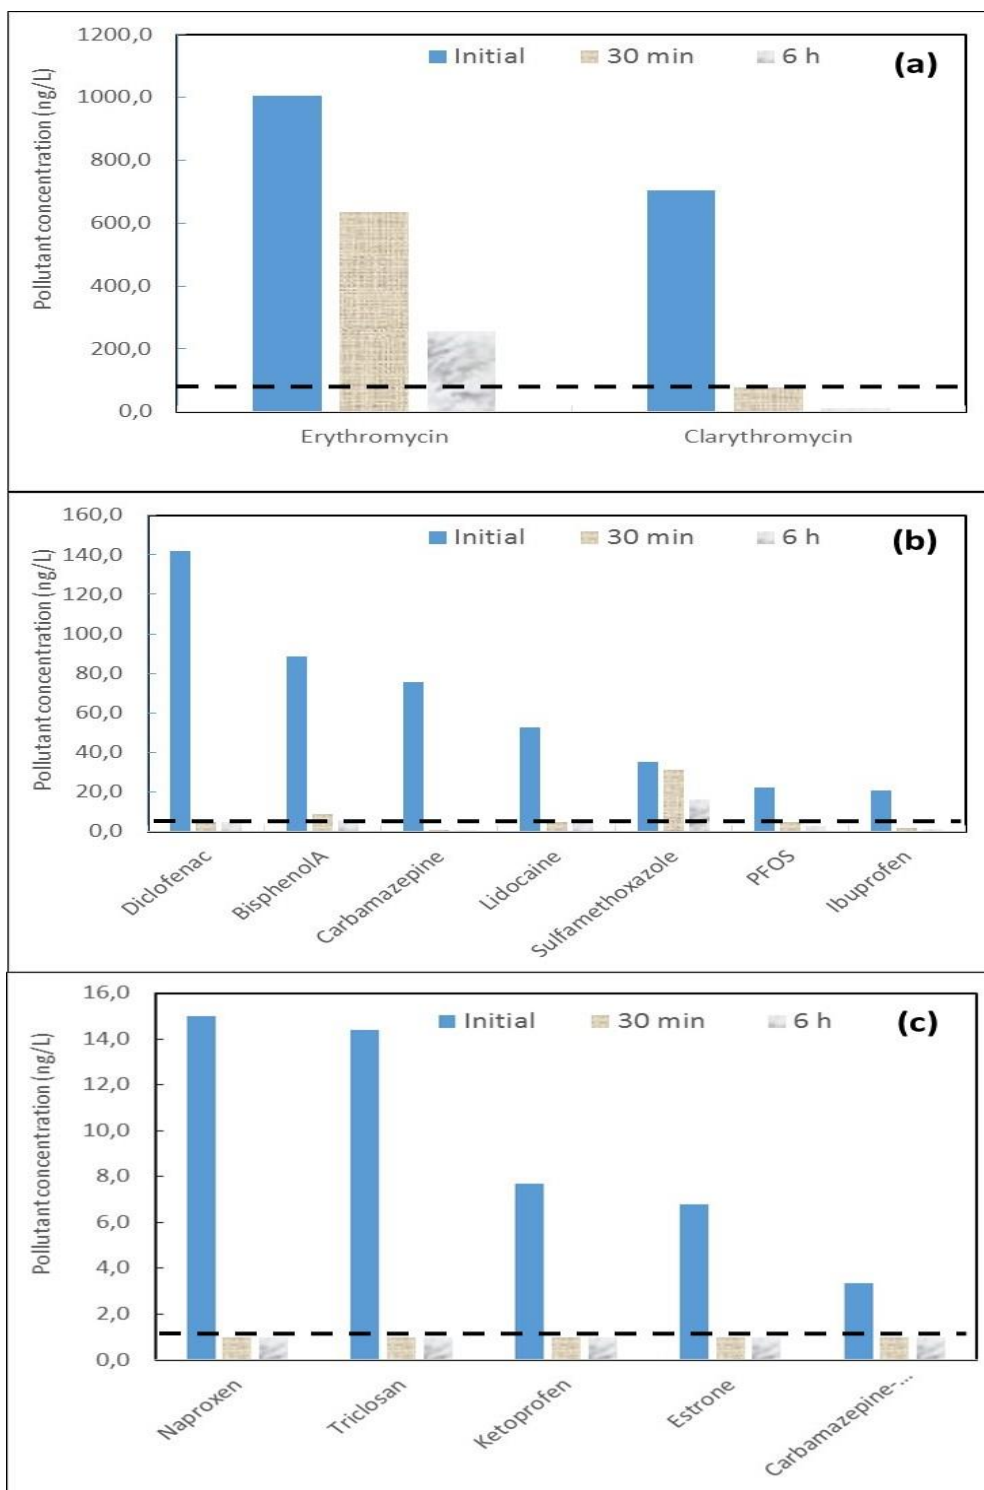 1200,0
Initial 30 min 6 h (a)
1000,0
800,0
600,0
400,0
200,0
0,0
Pollutant concentration (ng/L)
Erythromycin Clarythromycin
160,0
Initial 30 min 6 h (b)
140,0
120,0
100,0
80,0
60,0
40,0
20,0
0,0
Pollutant concentration (ng/L)
Diclofenac BisphenolA Carbamazepine Lidocaine Sulfamethoxazole PFOS Ibuprofen
16,0
Initial 30 min 6 h (c)
14,0
12,0
10,0
8,0
6,0
4,0
2,0
0,0
Pollutant concentration (ng/L)
Naproxen Triclosan Ketoprofen Estrone Carbamazepine-...